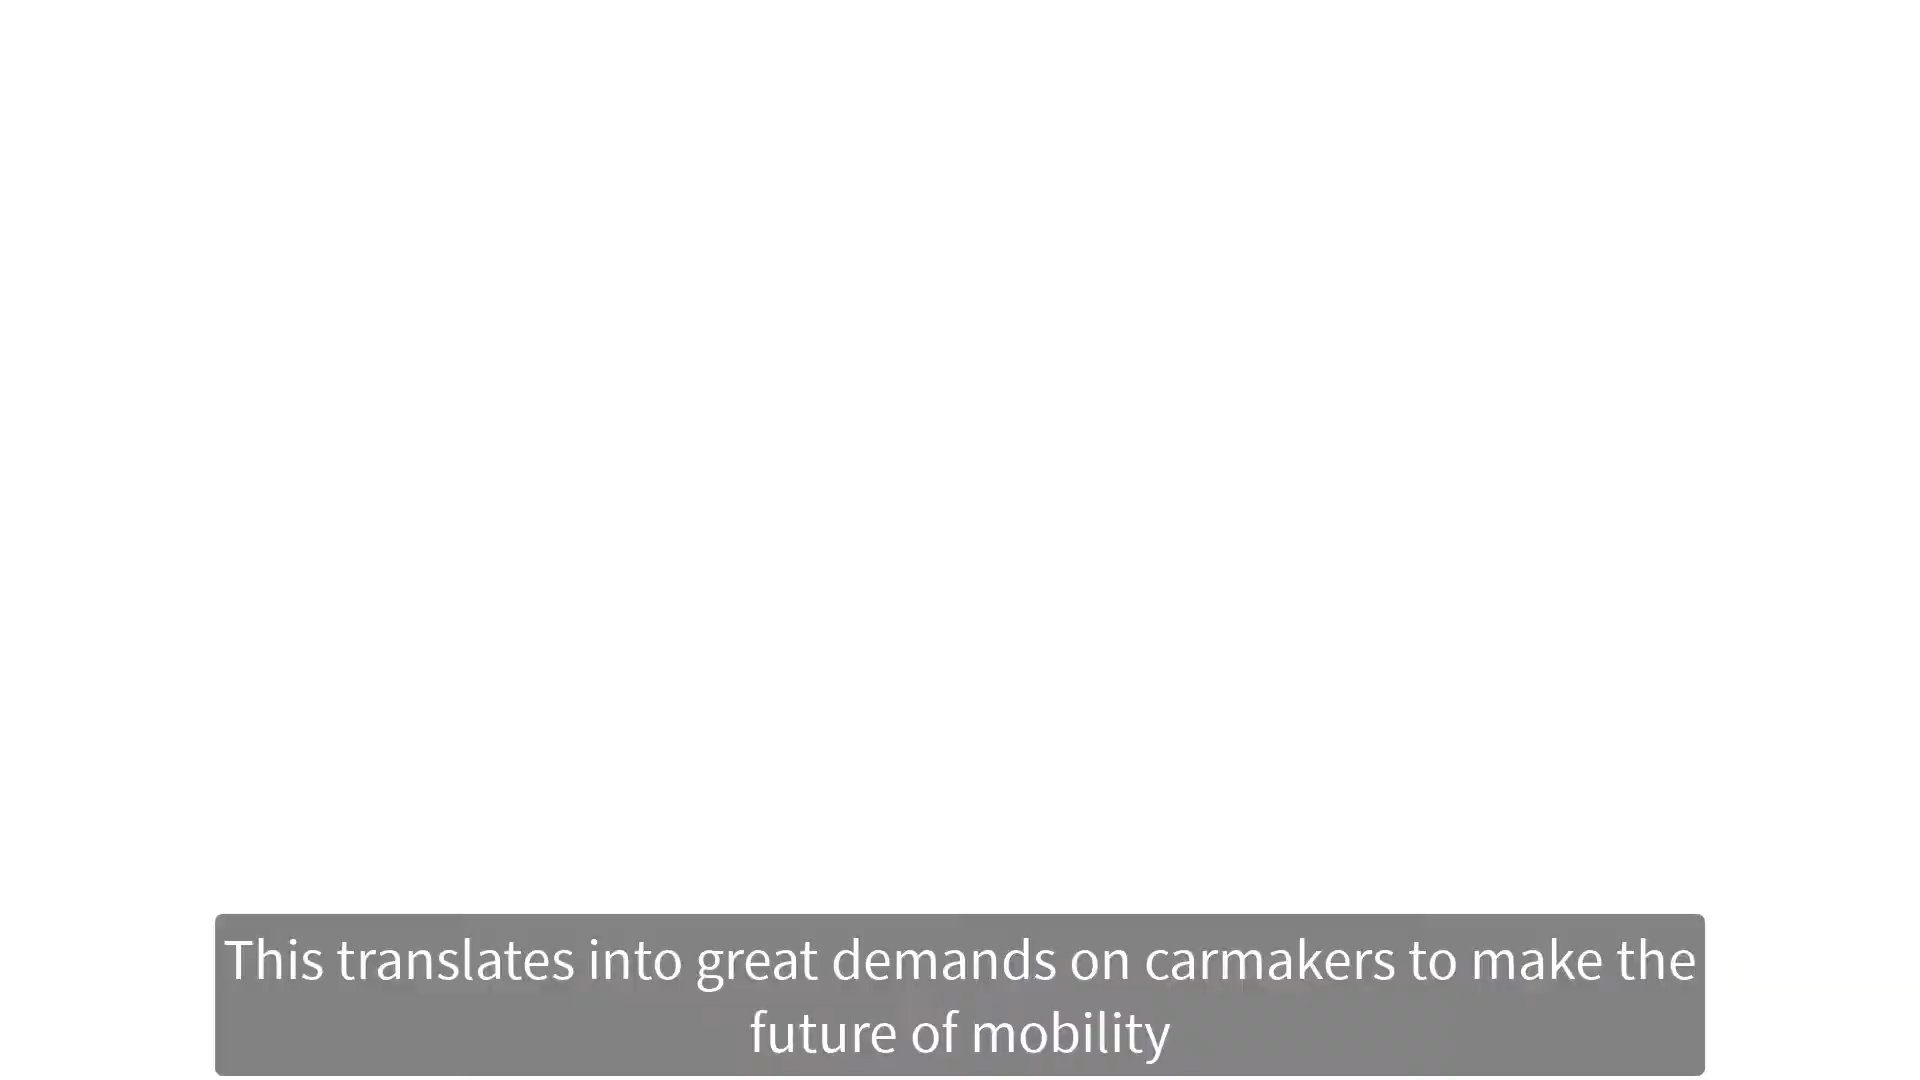 This translates into great demands on carmakers to make the
future of mobility